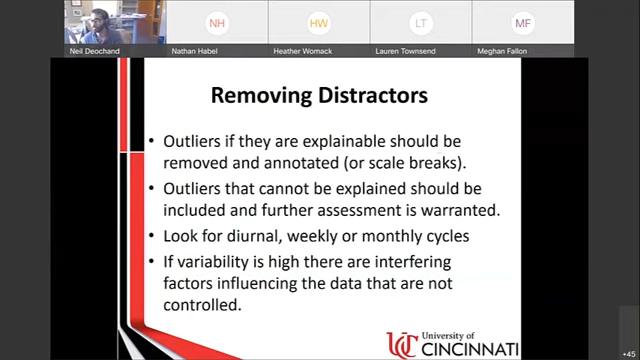 NH
HW
LT
MF
Neil Deochand
Nathan Habel
Heather Womack
Lauren Townsend
Meghan Fallon
Removing Distractors
• Outliers if they are explainable should be
removed and annotated (or scale breaks).
• Outliers that cannot be explained should be
included and further assessment is warranted.
• Look for diurnal, weekly or monthly cycles
• If variability is high there are interfering
factors influencing the data that are not
controlled.
UC
University of
CINCINNATI
+45